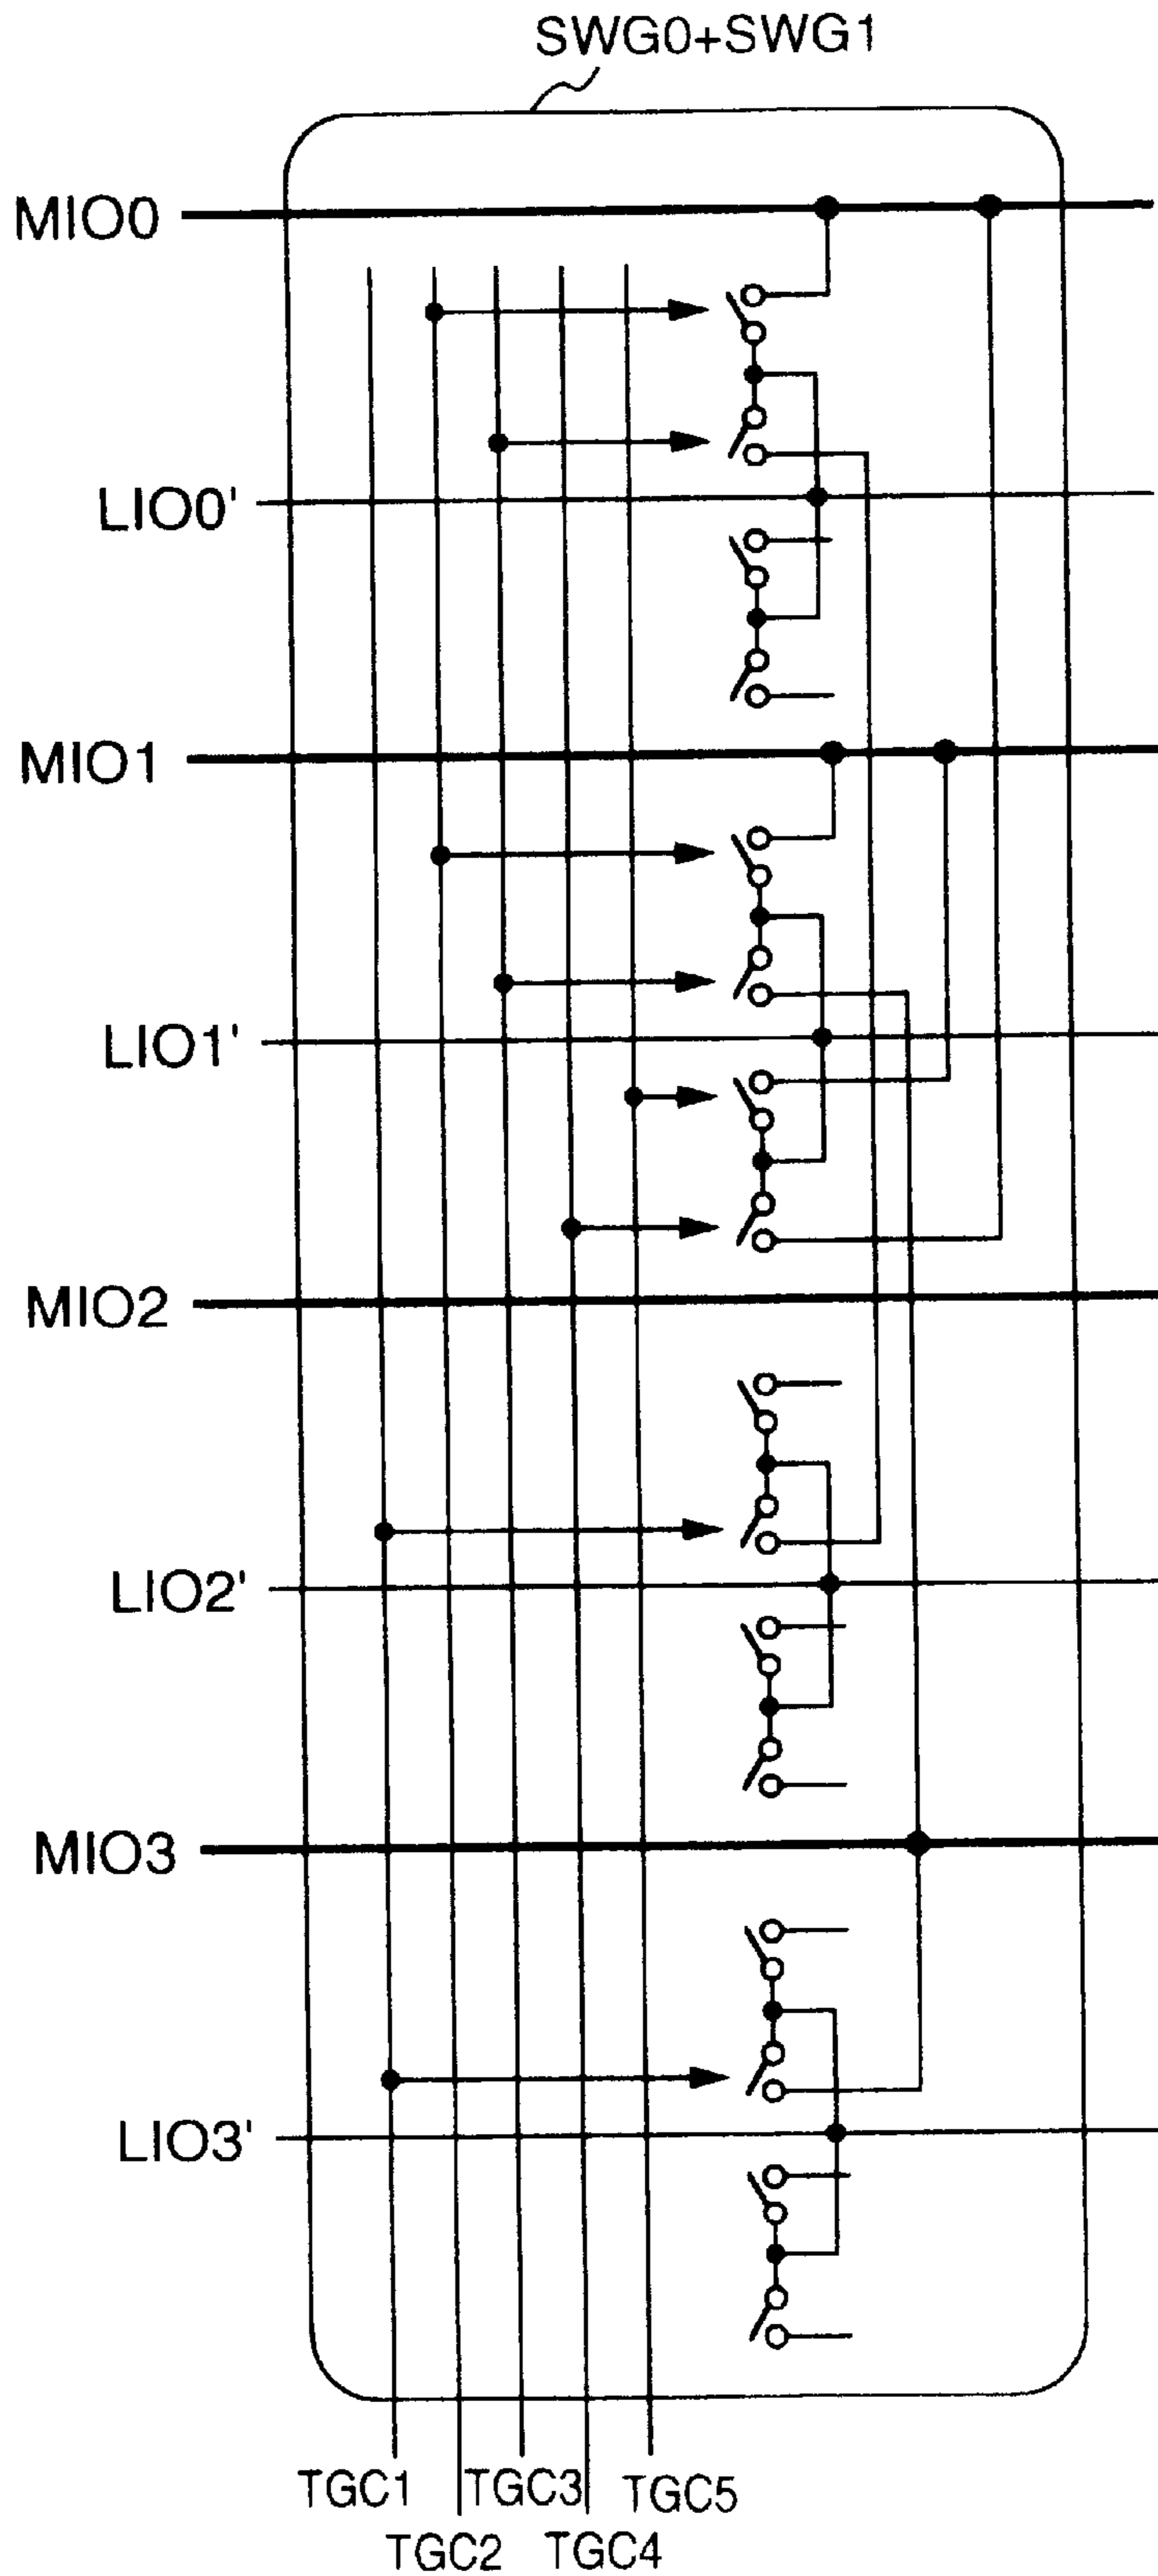 SWG0+SWG1
MIO0
LIO0'
MIO1
LIO1'
MIO2
LIO2'
MIO3
LIO3'
TGC1 TGC3 TGC5
TGC2 TGC4